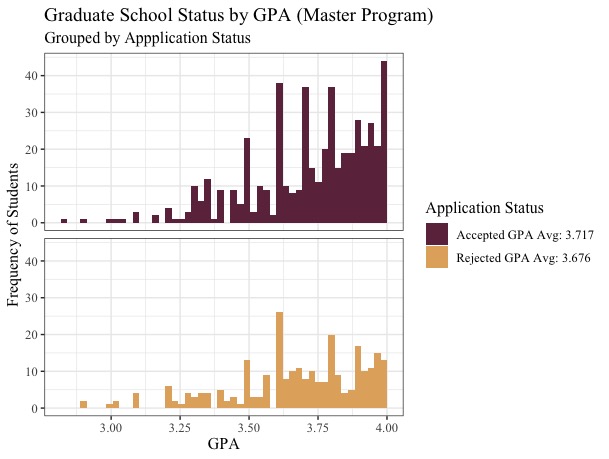 Graduate School Status by GPA (Master Program)
Grouped by Appplication Status
Frequency of Students
40
30
20
10
0
40
30
20
10
0
3.00 3.25 3.50 3.75 4.00
GPA
Application Status
Accepted GPA Avg: 3.717
Rejected GPA Avg: 3.676